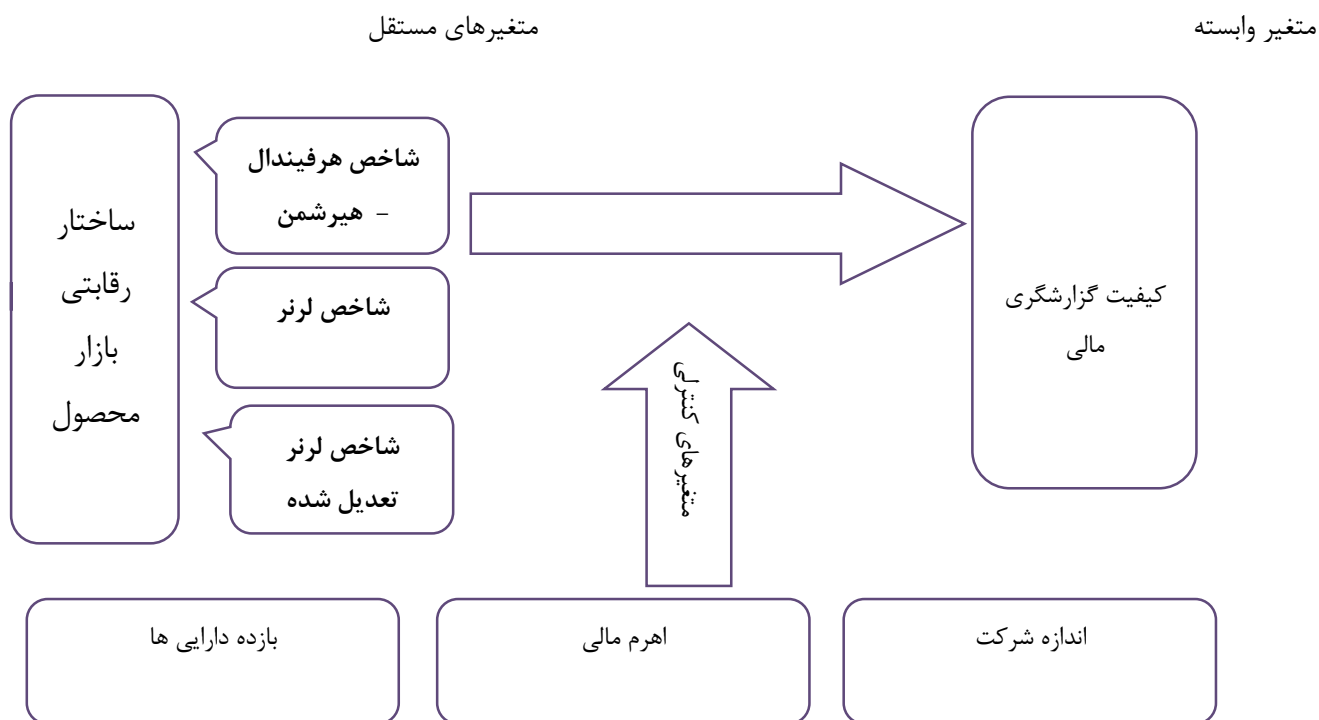 متغیر وابسته
متغیرهای مستقل
ساختار
رقابتی
بازار
محصول
شاخص هرفیندال
- هیرشمن
شاخص لرنر
شاخص لرنر
تعدیل شده
کیفیت گزارشگری
مالی
متغیرهای کنترلی
اندازه شرکت
اهرم مالی
بازده دارایی ها